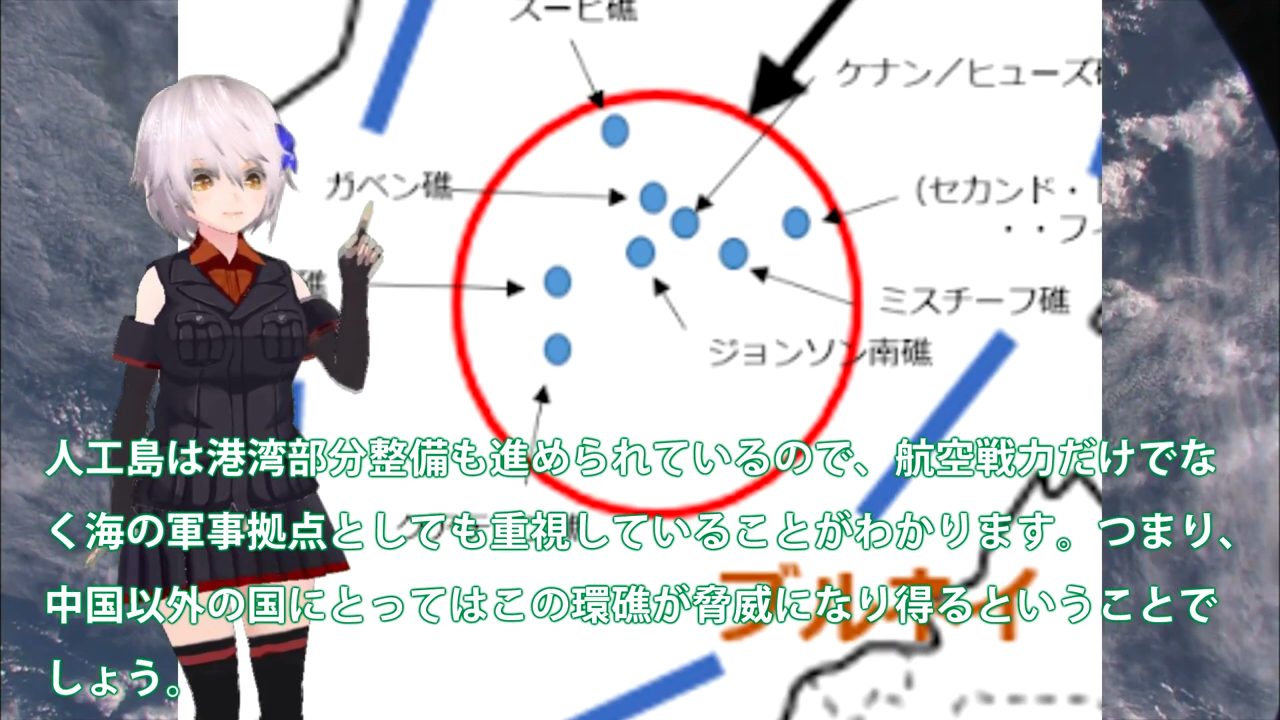 スービ礁
ケナン／ヒューズ
ガベン礁
（セカンド・
・・フィ
礁
ミスチーフ礁
ジョンソン南礁
人工島は港湾部分整備も進められているので、航空戦力だけでな
く海の軍事拠点としても重視していることがわかります。つまり、
中国以外の国にとってはこの環礁が脅威になり得るということで
しょう。
ブルネイ